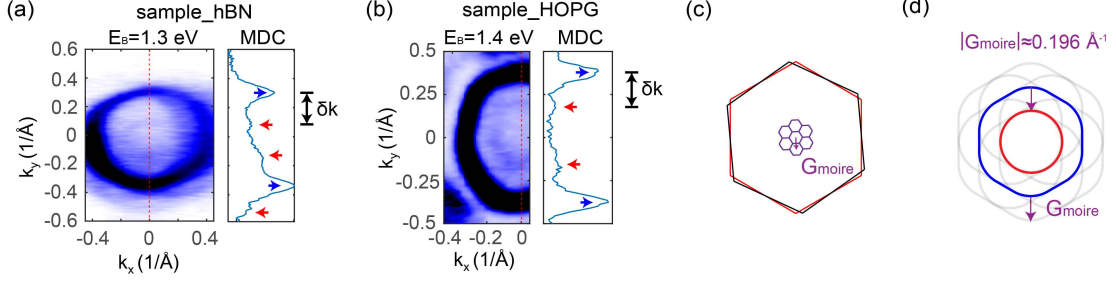 (a)
sample_hBN
E_B=1.3 eV
MDC
0.6
0.4
0.2
0
-0.2
-0.4
-0.6
k_y (1/Å)
-0.4
0
0.4
k_x (1/Å)
δk
(b)
sample_HOPG
E_B=1.4 eV
MDC
0.5
0.25
0
-0.25
-0.5
k_y (1/Å)
-0.4
-0.2
0
k_x (1/Å)
δk
(c)
Gmoire
(d)
|Gmoire|≈0.196 Å⁻¹
Gmoire